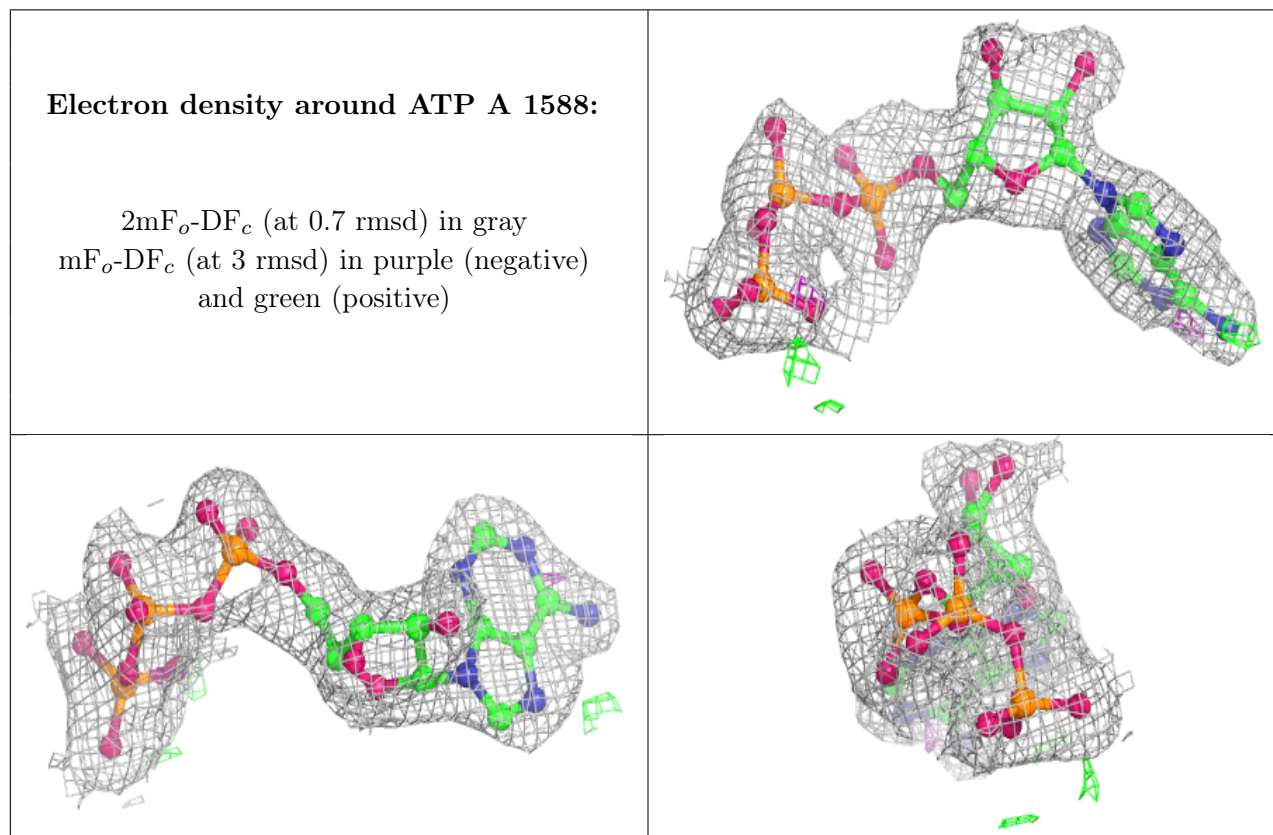 Electron density around ATP A 1588:
2mFₒ-DF𝒸 (at 0.7 rmsd) in gray
mFₒ-DF𝒸 (at 3 rmsd) in purple (negative)
and green (positive)